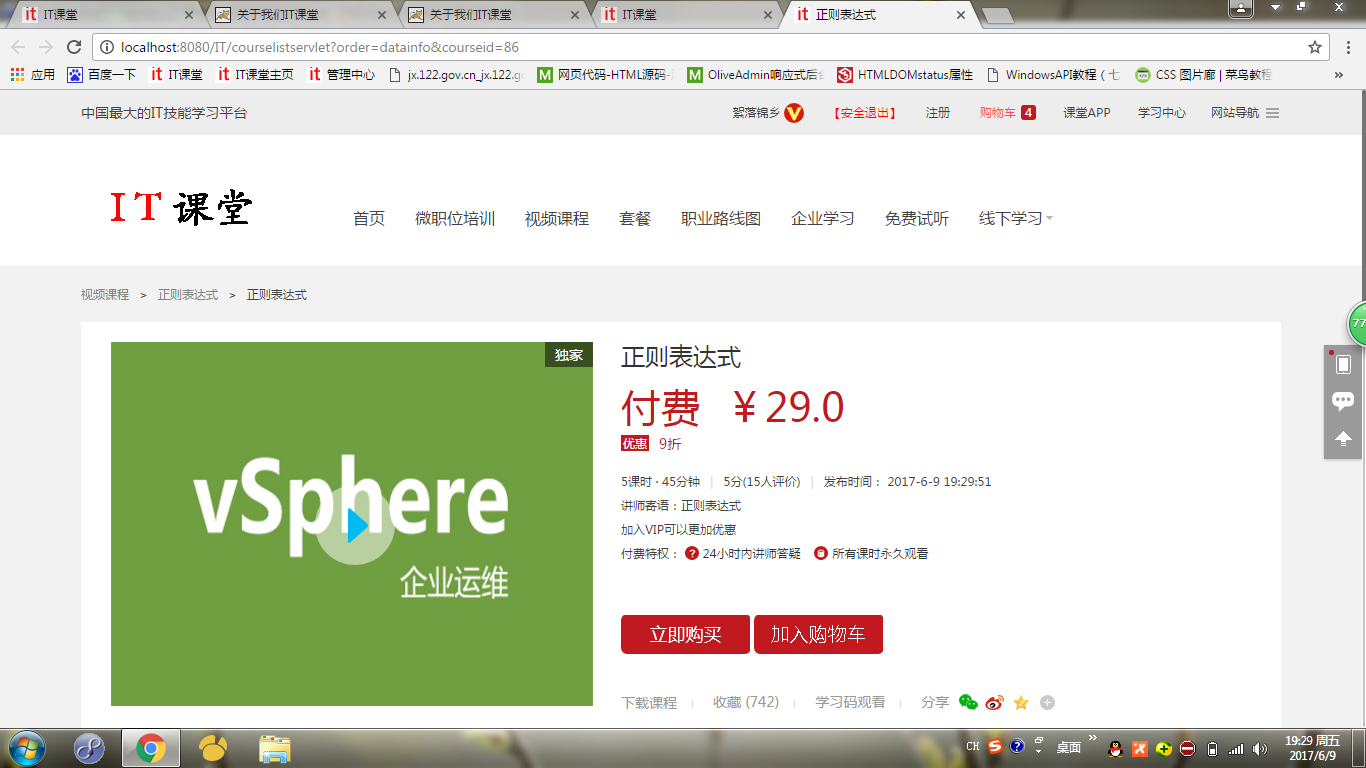 IT课堂 关于我们IT课堂 关于我们IT课堂 IT课堂 正则表达式
localhost:8080/IT/courselistservlet?order=datainfo&courseid=86
应用 百度一下 IT课堂 IT课堂主页 管理中心 jx.122.gov.cn_jx.122.go 网页代码-HTML源码- OliveAdmin响应式后台 HTMLDOMstatus属性 WindowsAPI教程（七 CSS 图片廊 | 菜鸟教程 »
中国最大的IT技能学习平台 絮落锦乡 V 【安全退出】 注册 购物车 4 课堂APP 学习中心 网站导航
IT 课堂 首页 微职位培训 视频课程 套餐 职业路线图 企业学习 免费试听 线下学习
视频课程 > 正则表达式 > 正则表达式
77
独家
vSphere
企业运维
正则表达式
付费 ￥29.0
优惠 9折
5课时·45分钟 | 5分(15人评价) | 发布时间： 2017-6-9 19:29:51
讲师寄语：正则表达式
加入VIP可以更加优惠
付费特权： ? 24小时内讲师答疑 所有课时永久观看
立即购买 加入购物车
下载课程 收藏 (742) 学习码观看 分享
CH S ? 桌面 » 19:29 周五
2017/6/9